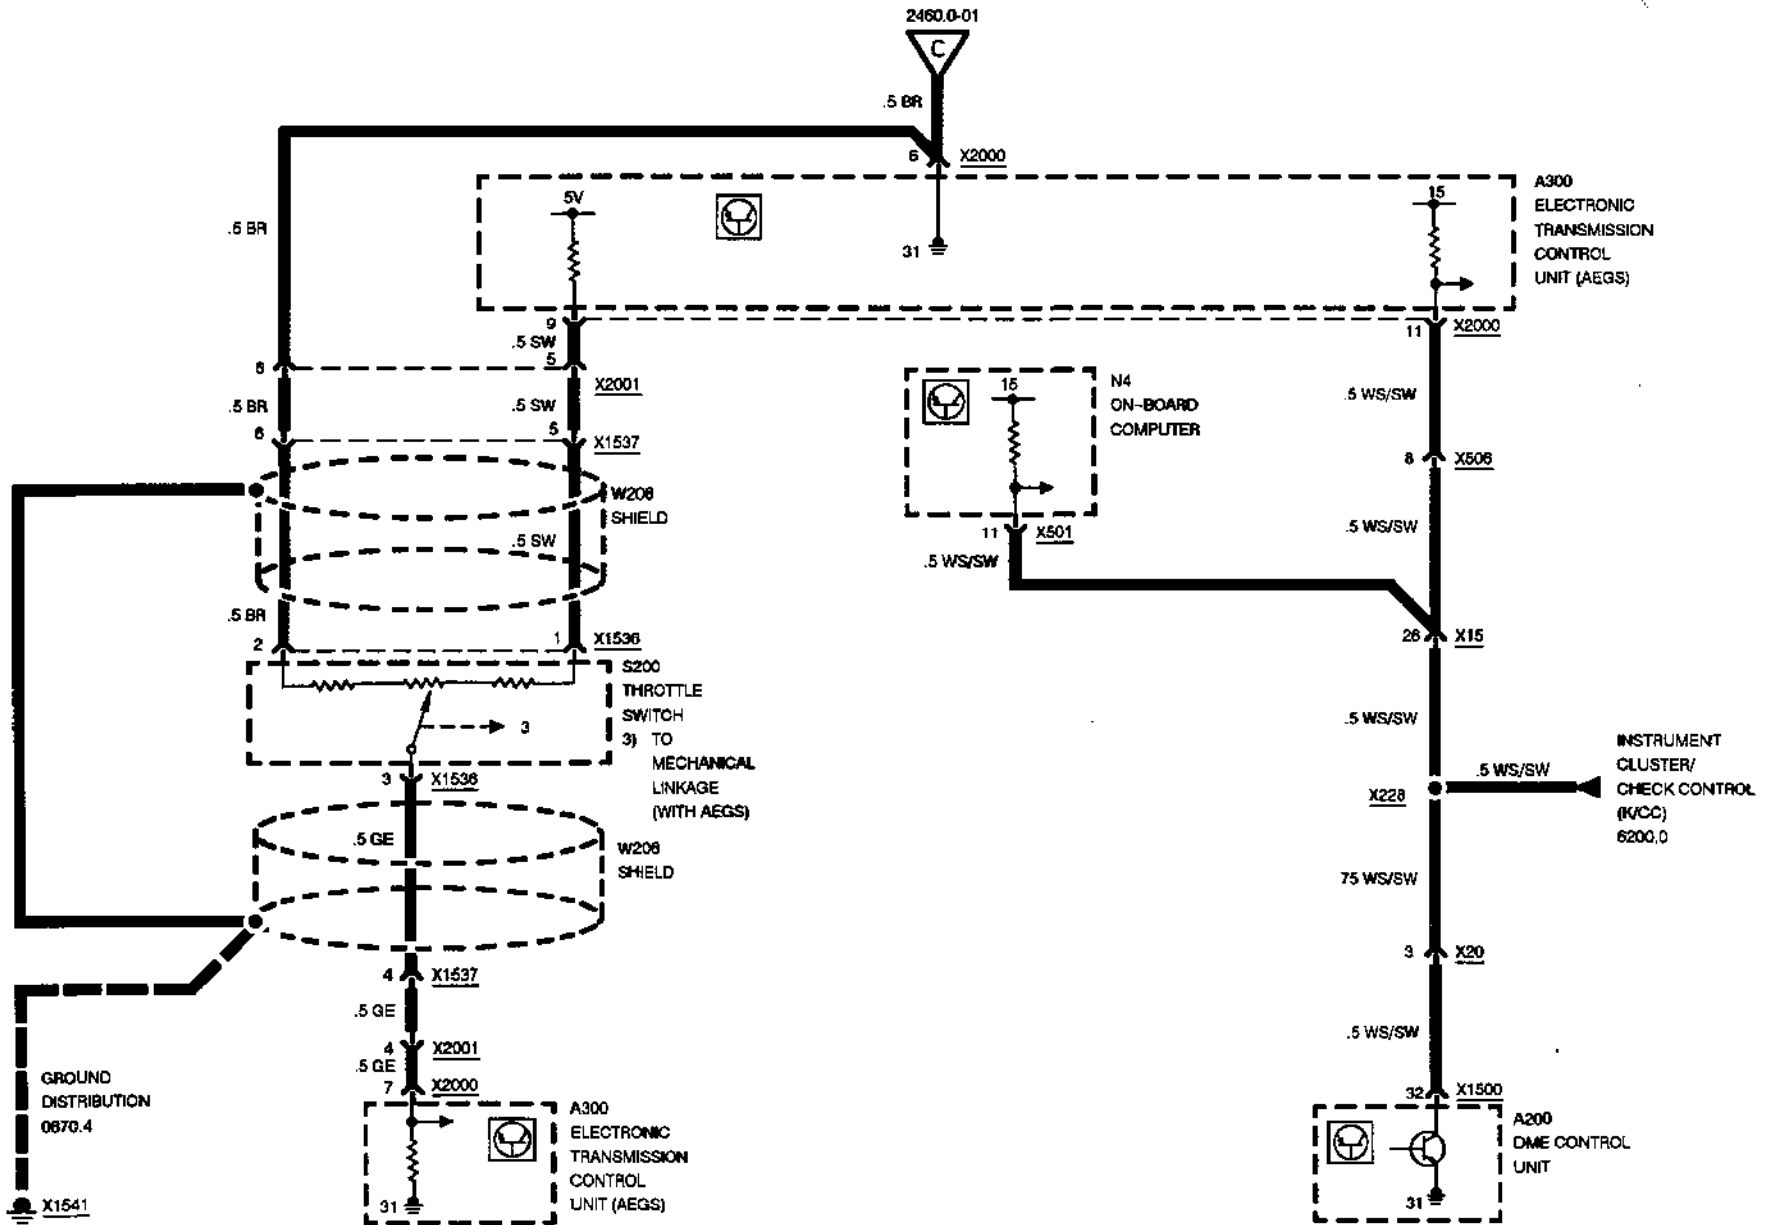 2460.0-01
C
.5 BR
6 X2000
5V
15
31
A300
ELECTRONIC
TRANSMISSION
CONTROL
UNIT (AEGS)
.5 BR
9
11 X2000
.5 SW
6
5
X2001
.5 BR
.5 SW
6
5 X1537
15
N4
ON-BOARD
COMPUTER
.5 WS/SW
8 X506
W206
SHIELD
.5 SW
11 X501
.5 WS/SW
.5 WS/SW
.5 BR
2
1 X1536
26 X15
S200
THROTTLE
SWITCH
3) TO
MECHANICAL
LINKAGE
(WITH AEGS)
3
.5 WS/SW
3 X1536
INSTRUMENT
CLUSTER/
CHECK CONTROL
(K/CC)
6200,0
.5 WS/SW
X228
.5 GE
W206
SHIELD
75 WS/SW
3 X20
4 X1537
.5 GE
.5 WS/SW
4 X2001
.5 GE
7 X2000
GROUND
DISTRIBUTION
0670.4
X1541
A300
ELECTRONIC
TRANSMISSION
CONTROL
UNIT (AEGS)
31
32 X1500
A200
DME CONTROL
UNIT
31